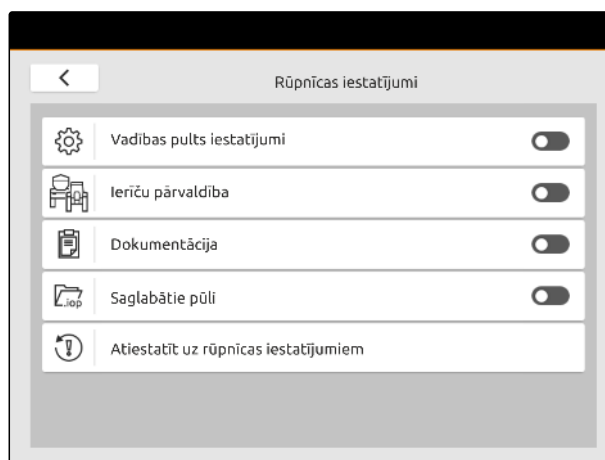 Rūpnīcas iestatījumi
Vadības pults iestatījumi
Ierīču pārvaldība
Dokumentācija
Saglabātie pūli
.iop
Atiestatīt uz rūpnīcas iestatījumiem